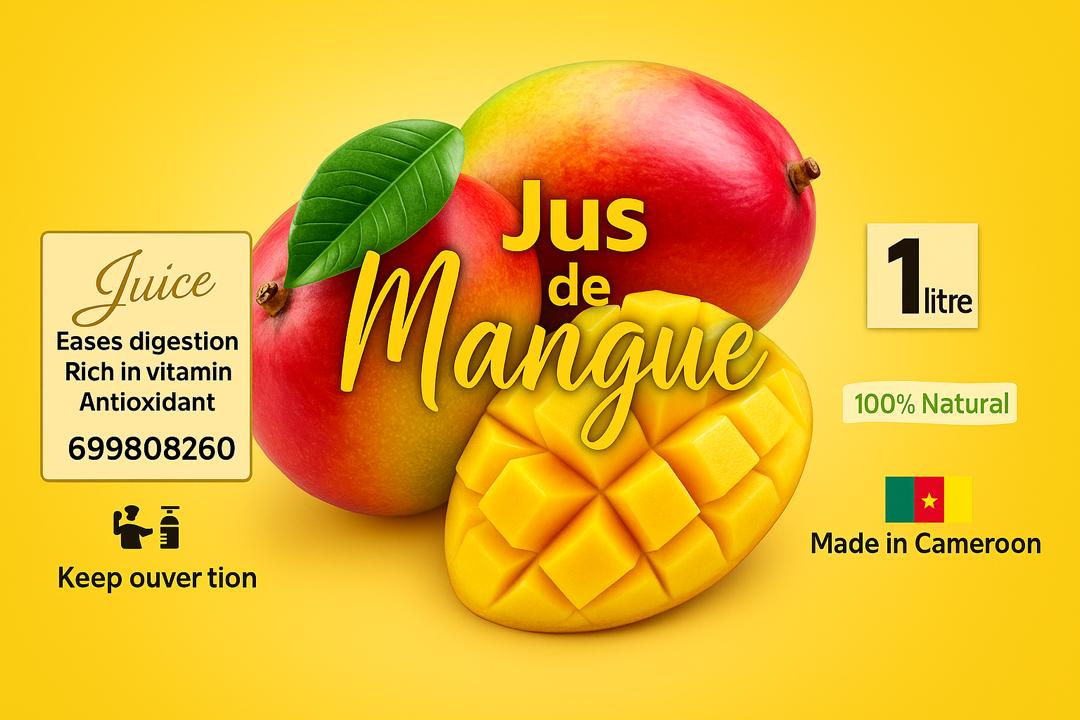 Jus
de
Mangue
Juice
Eases digestion
Rich in vitamin
Antioxidant
699808260
Keep ouver tion
1 litre
100% Natural
Made in Cameroon